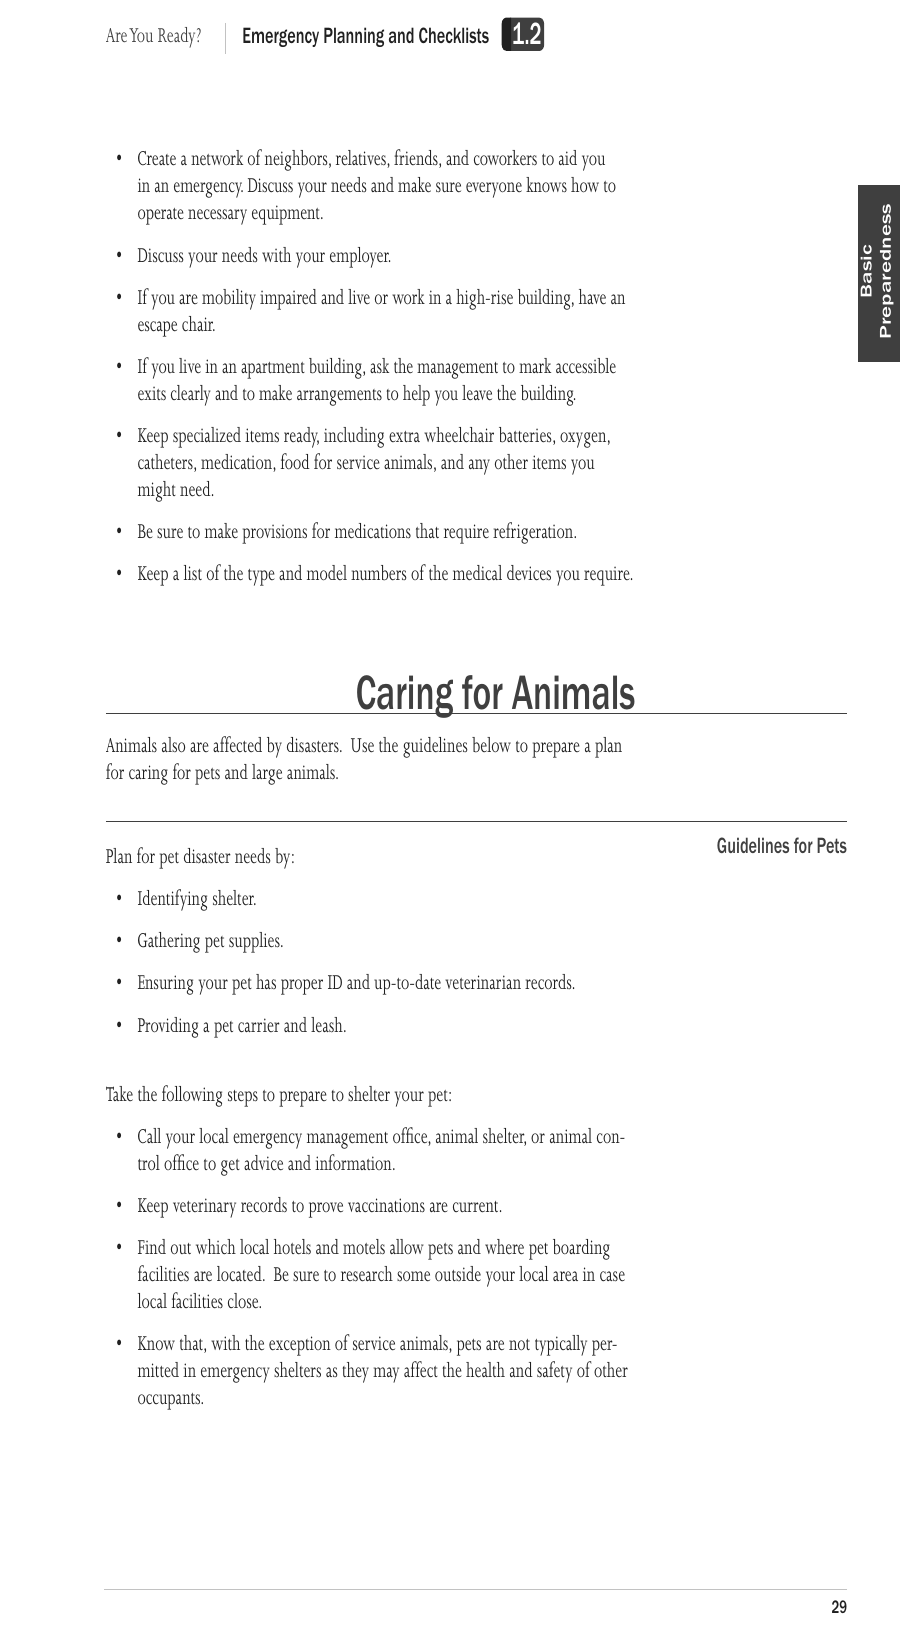 Are You Ready? Emergency Planning and Checklists 1.2
• Create a network of neighbors, relatives, friends, and coworkers to aid you
in an emergency. Discuss your needs and make sure everyone knows how to
operate necessary equipment.
• Discuss your needs with your employer.
• If you are mobility impaired and live or work in a high-rise building, have an
escape chair.
• If you live in an apartment building, ask the management to mark accessible
exits clearly and to make arrangements to help you leave the building.
• Keep specialized items ready, including extra wheelchair batteries, oxygen,
catheters, medication, food for service animals, and any other items you
might need.
• Be sure to make provisions for medications that require refrigeration.
• Keep a list of the type and model numbers of the medical devices you require.
Basic
Preparedness
Caring for Animals
Animals also are affected by disasters.  Use the guidelines below to prepare a plan
for caring for pets and large animals.
Guidelines for Pets
Plan for pet disaster needs by:
• Identifying shelter.
• Gathering pet supplies.
• Ensuring your pet has proper ID and up-to-date veterinarian records.
• Providing a pet carrier and leash.
Take the following steps to prepare to shelter your pet:
• Call your local emergency management office, animal shelter, or animal con-
trol office to get advice and information.
• Keep veterinary records to prove vaccinations are current.
• Find out which local hotels and motels allow pets and where pet boarding
facilities are located.  Be sure to research some outside your local area in case
local facilities close.
• Know that, with the exception of service animals, pets are not typically per-
mitted in emergency shelters as they may affect the health and safety of other
occupants.
29